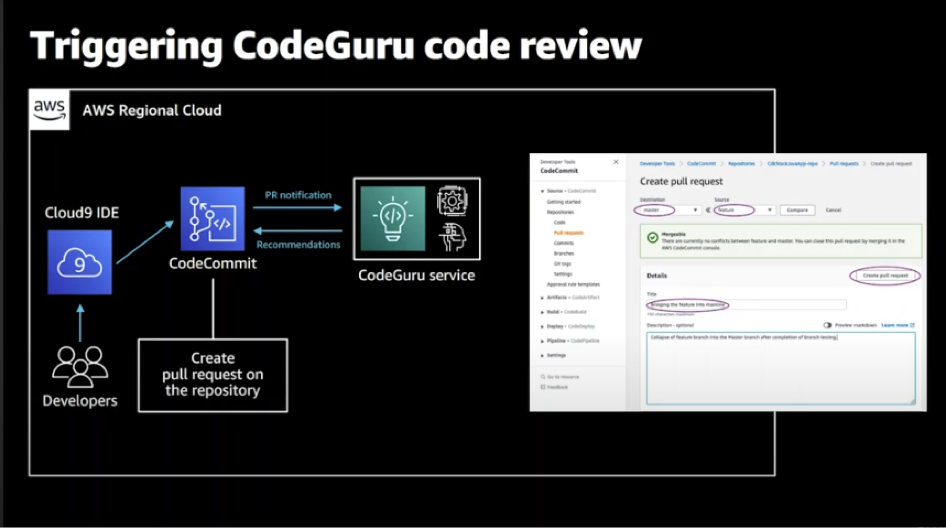 Triggering CodeGuru code review
aws
AWS Regional Cloud
Cloud9 IDE
9
Developers
CodeCommit
PR notification
Recommendations
CodeGuru service
Create
pull request on
the repository
Developer Tools
CodeCommit
Source • CodeCommit
Getting started
Repositories
Code
Pull requests
Commits
Branches
Git tags
Settings
Approval rule templates
Artifacts • CodeArtifact
Build • CodeBuild
Deploy • CodeDeploy
Pipeline • CodePipeline
Settings
Go to resource
Feedback
Developer Tools > CodeCommit > Repositories > CdkStackJavaApp-repo > Pull requests > Create pull request
Create pull request
Destination
master
Source
feature
Compare
Cancel
Mergeable
There are currently no conflicts between feature and master. You can close this pull request by merging it in the
AWS CodeCommit console.
Details
Create pull request
Title
Bringing the feature into mainline
characters maximum
Description - optional
Preview markdown
Learn more
Collapse of feature branch into the Master branch after completion of branch testing